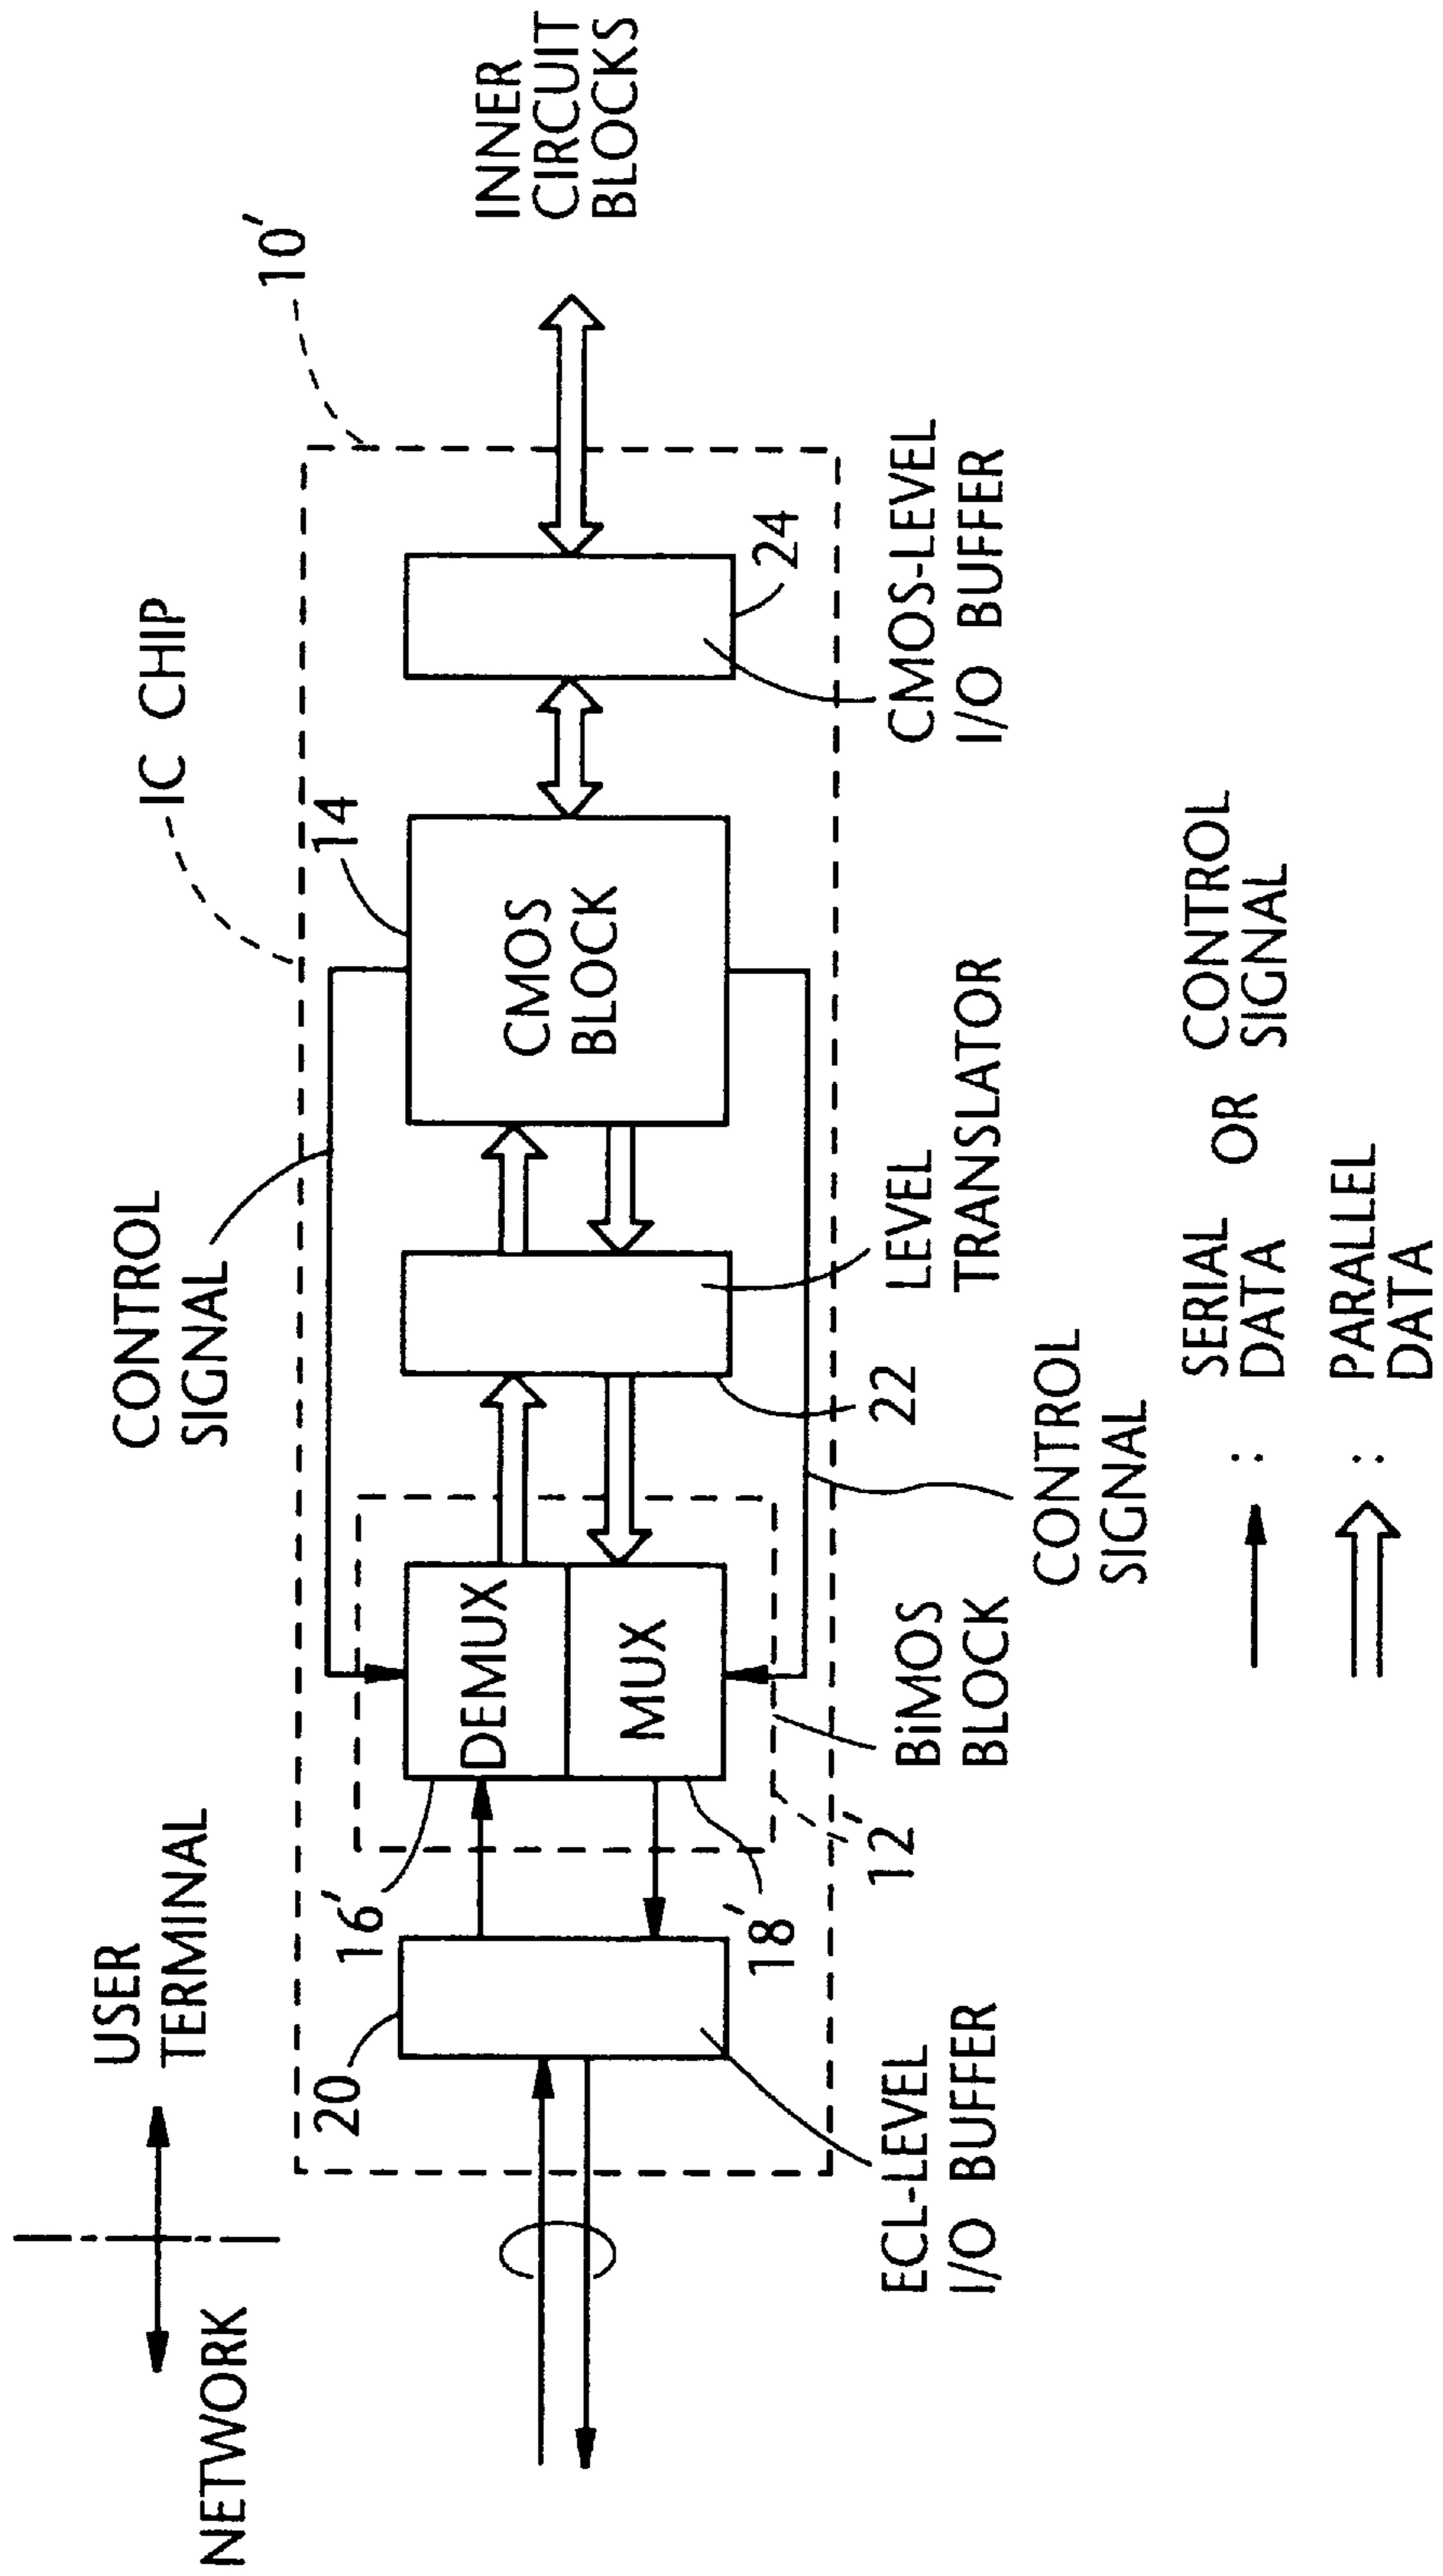 NETWORK
USER
TERMINAL
CONTROL
SIGNAL
IC CHIP
10'
INNER
CIRCUIT
BLOCKS
20
16'
DEMUX
MUX
18'
12'
14
CMOS
BLOCK
22
24
ECL-LEVEL
I/O BUFFER
BiMOS
BLOCK
LEVEL
TRANSLATOR
CMOS-LEVEL
I/O BUFFER
CONTROL
SIGNAL
: SERIAL OR CONTROL
DATA SIGNAL
: PARALLEL
DATA